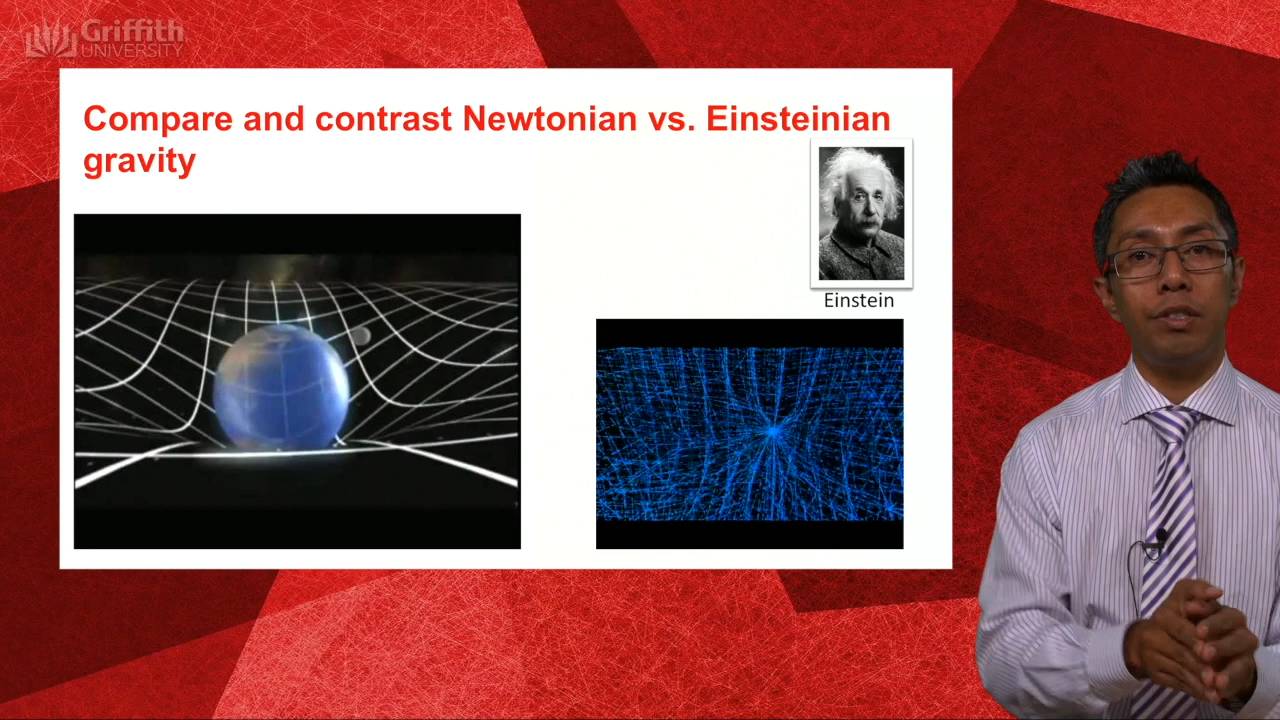 Griffith
UNIVERSITY
Compare and contrast Newtonian vs. Einsteinian
gravity
Einstein